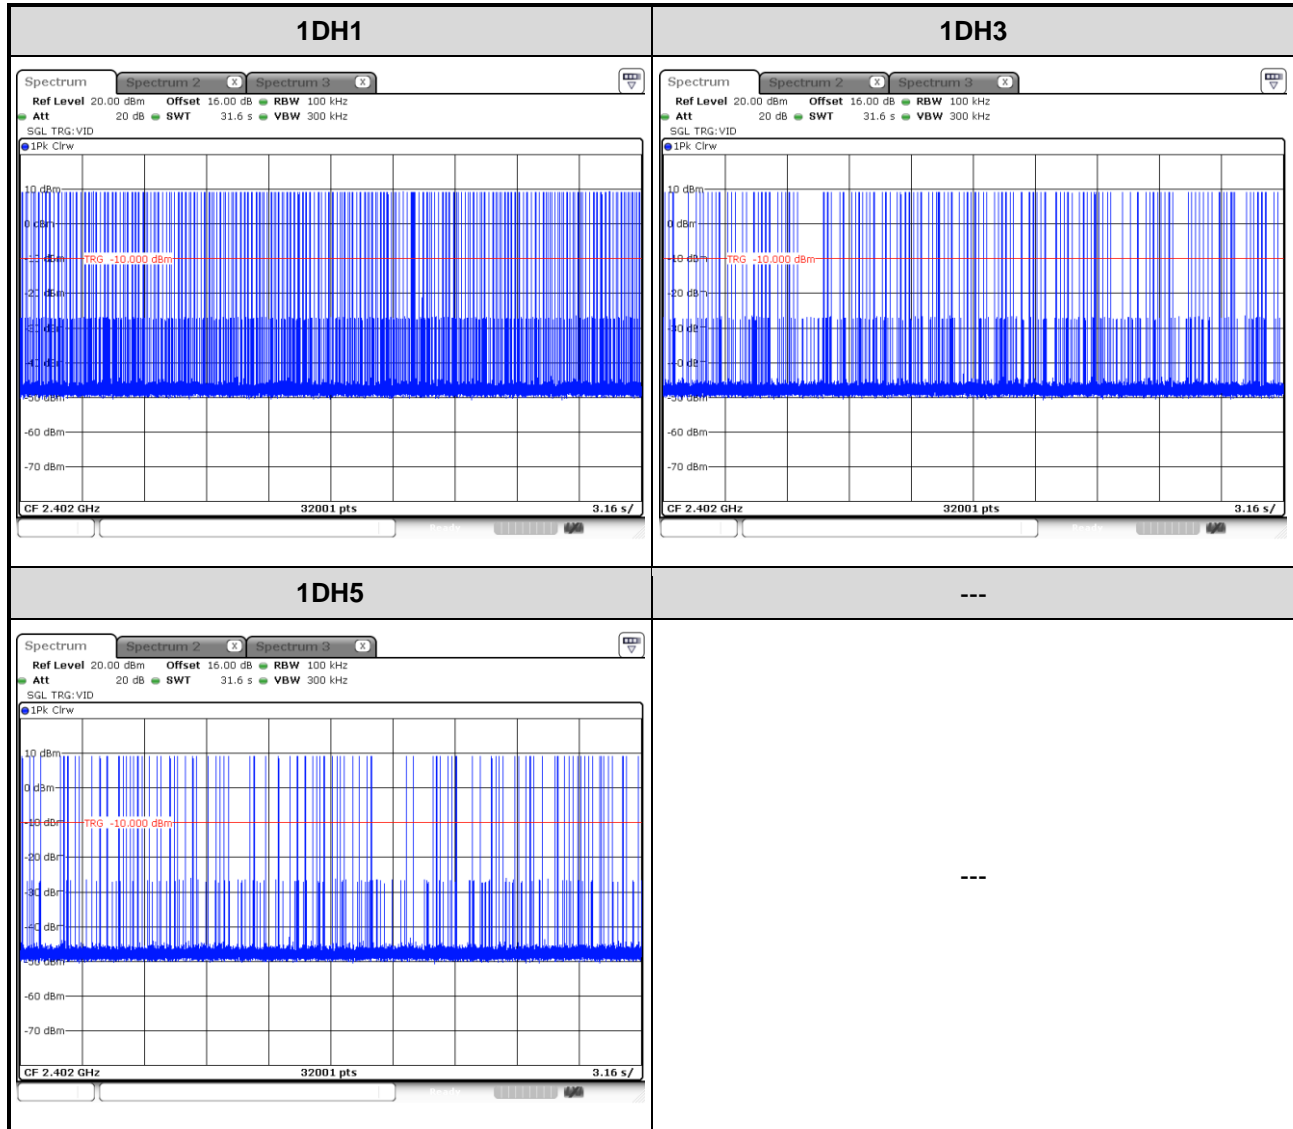 1DH1
1DH3
Spectrum Spectrum 2 X Spectrum 3 X
Ref Level 20.00 dBm Offset 16.00 dB RBW 100 kHz
Att 20 dB SWT 31.6 s VBW 300 kHz
SGL TRG:VID
1Pk Clrw
10 dBm
0 dBm
TRG -10.000 dBm
-60 dBm
-70 dBm
CF 2.402 GHz 32001 pts 3.16 s/
Spectrum Spectrum 2 X Spectrum 3 X
Ref Level 20.00 dBm Offset 16.00 dB RBW 100 kHz
Att 20 dB SWT 31.6 s VBW 300 kHz
SGL TRG:VID
1Pk Clrw
10 dBm
0 dBm
TRG -10.000 dBm
-20 dBm
-60 dBm
-70 dBm
CF 2.402 GHz 32001 pts 3.16 s/
1DH5
---
Spectrum Spectrum 2 X Spectrum 3 X
Ref Level 20.00 dBm Offset 16.00 dB RBW 100 kHz
Att 20 dB SWT 31.6 s VBW 300 kHz
SGL TRG:VID
1Pk Clrw
10 dBm
0 dBm
-10 dBm
TRG -10.000 dBm
-20 dBm
-60 dBm
-70 dBm
CF 2.402 GHz 32001 pts 3.16 s/
---